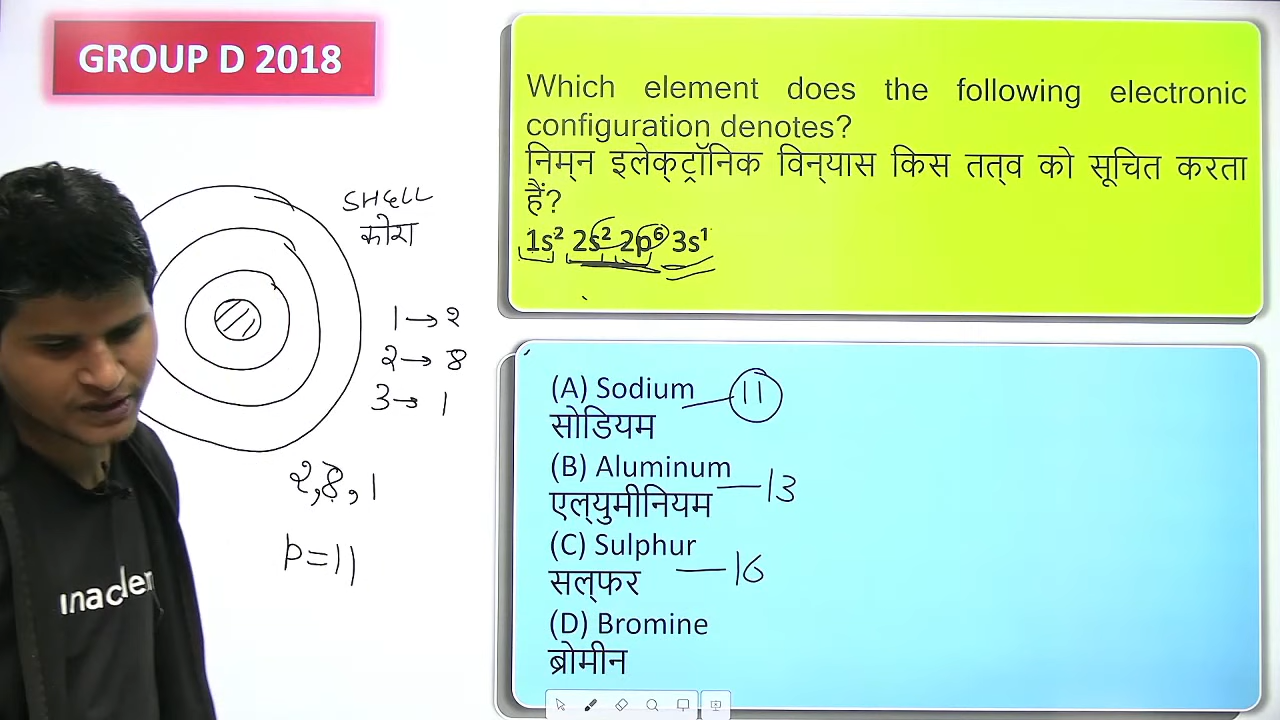 GROUP D 2018
Which element does the following electronic
configuration denotes?
निम्न इलेक्ट्रॉनिक विन्यास किस तत्व को सूचित करता
हैं?
1s² 2s² 2p⁶ 3s¹
SHELL
कोश
1→2
2→8
3→1
2,8,1
P=11
(A) Sodium — 11
सोडियम
(B) Aluminum — 13
एल्युमीनियम
(C) Sulphur — 16
सल्फर
(D) Bromine
ब्रोमीन